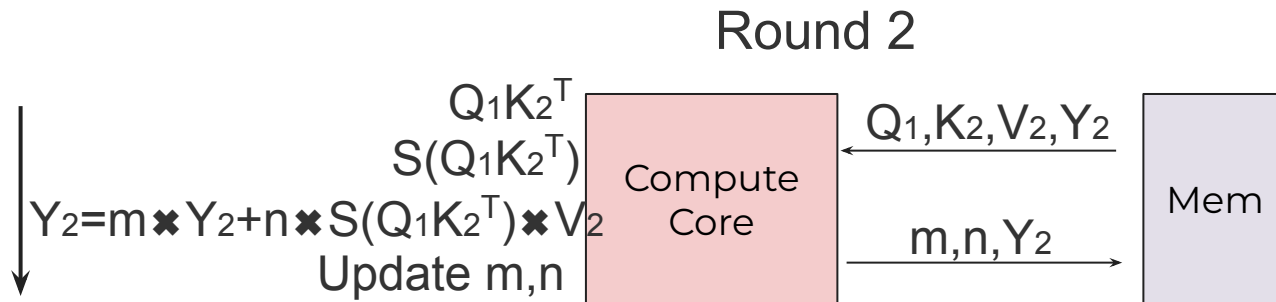 Round 2
Q₁K₂ᵀ
S(Q₁K₂ᵀ)
Y₂=m✖Y₂+n✖S(Q₁K₂ᵀ)✖V₂
Update m,n
Compute
Core
Q₁,K₂,V₂,Y₂
m,n,Y₂
Mem